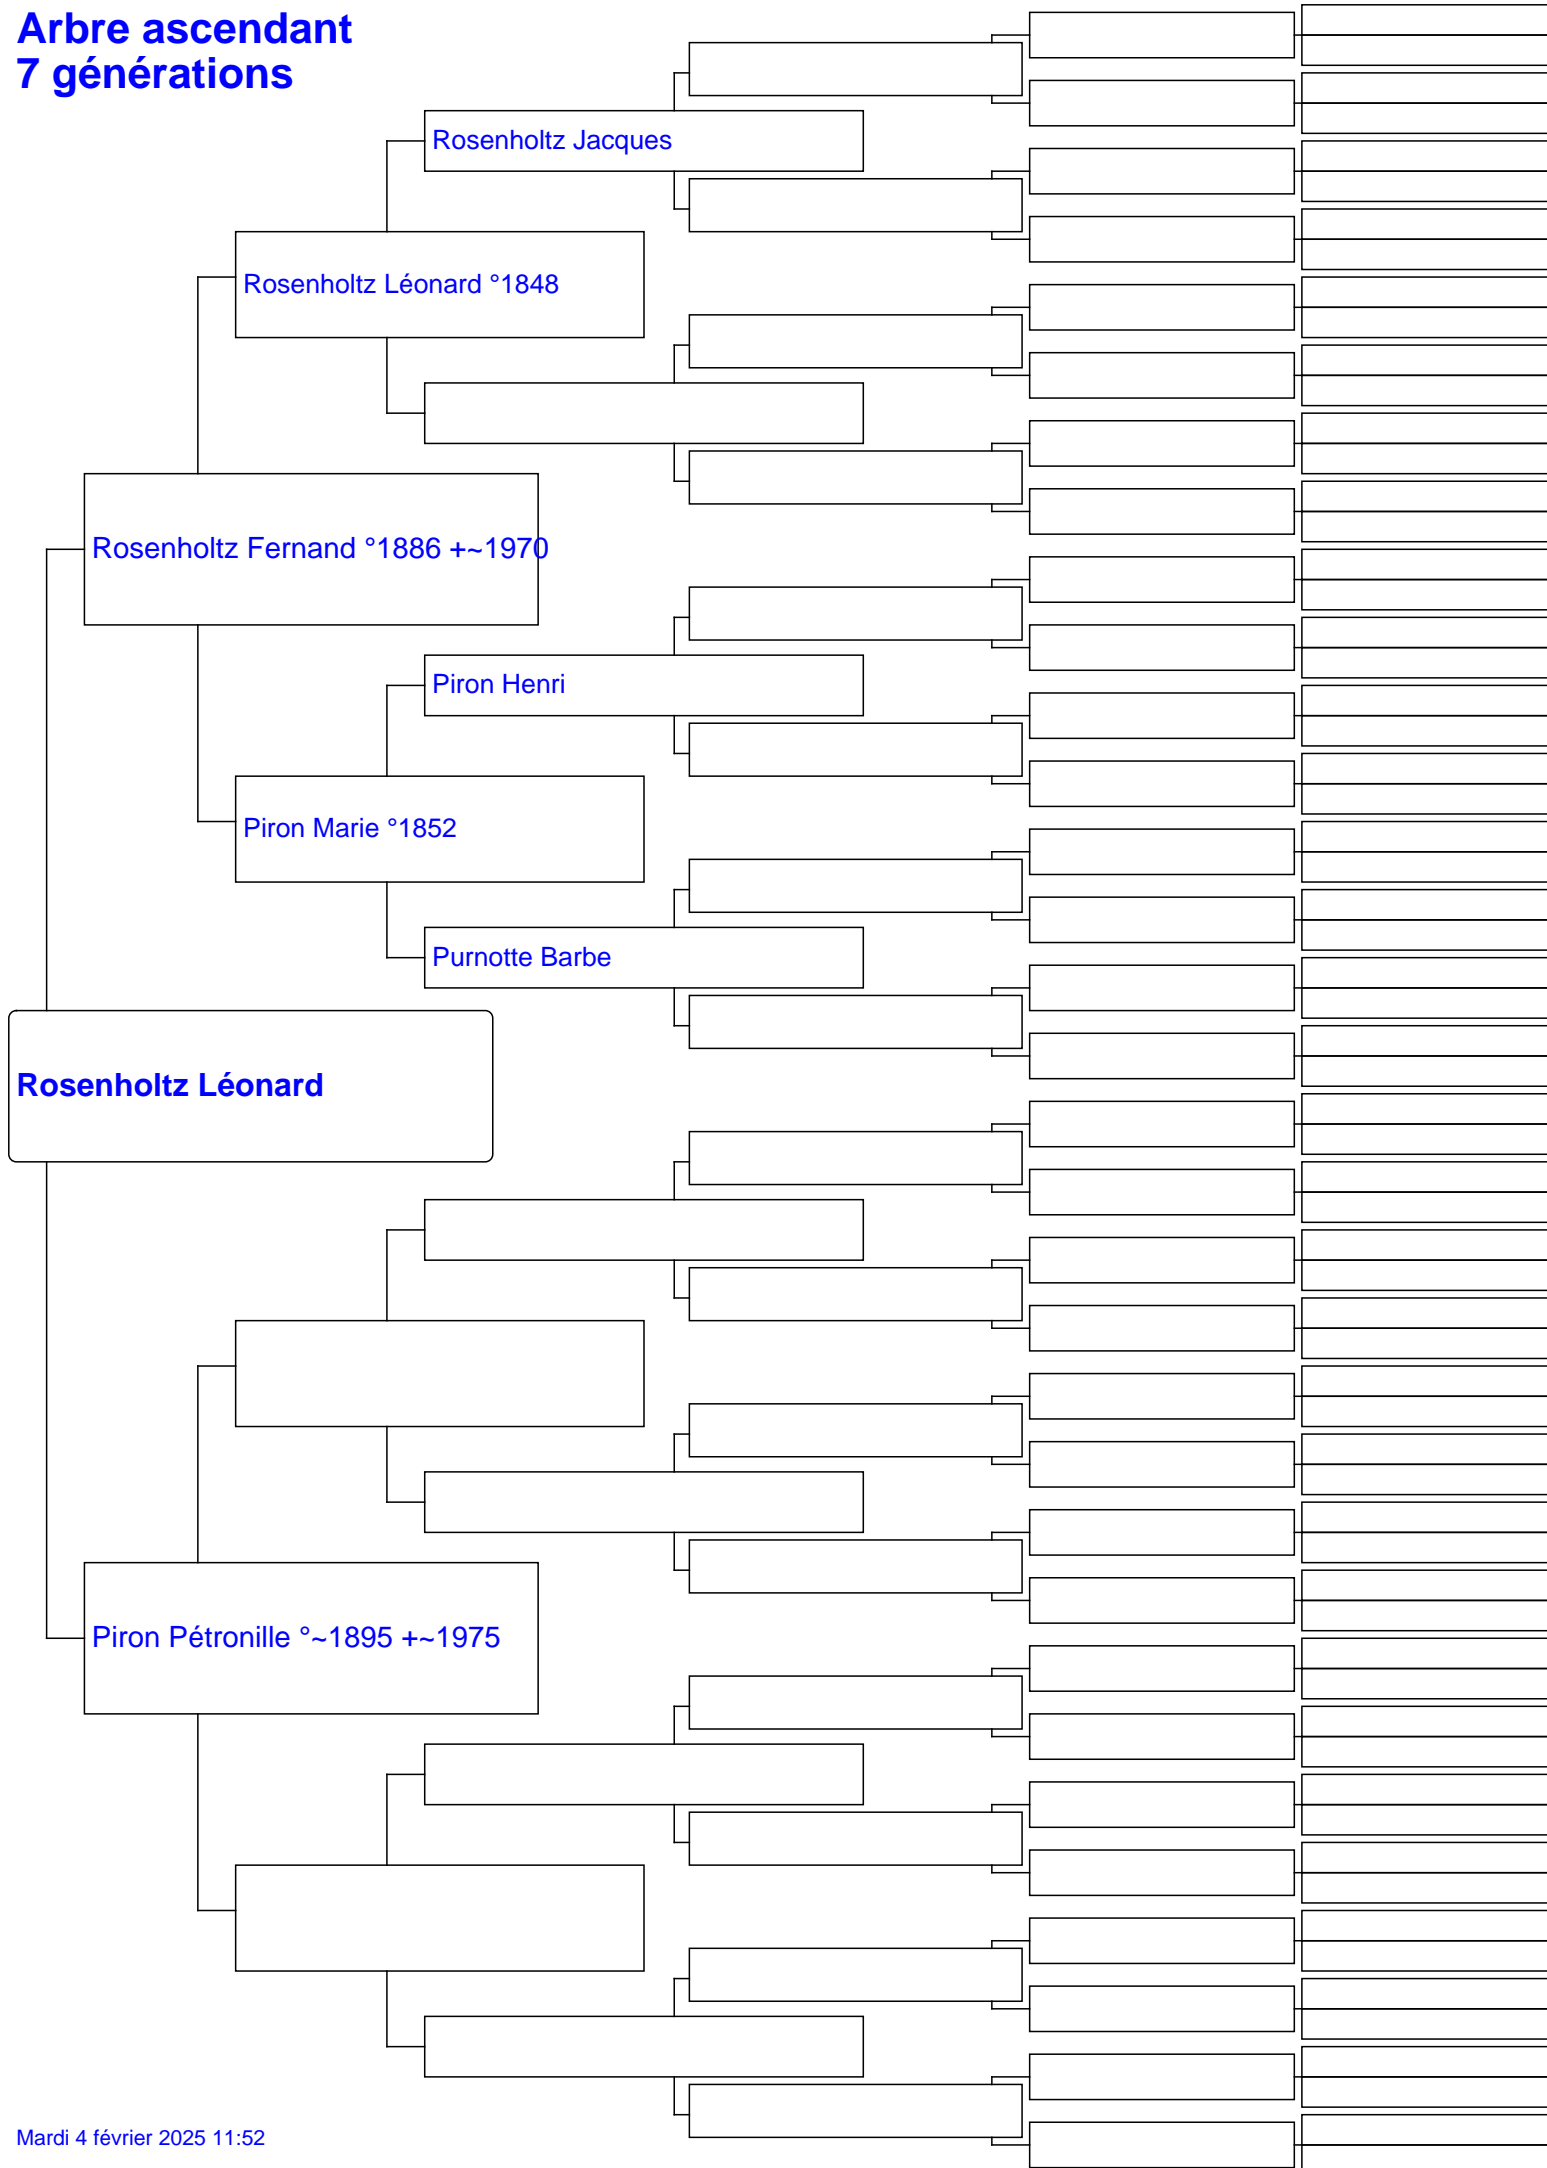 Arbre ascendant
7 générations
Rosenholtz Jacques
Rosenholtz Léonard °1848
Rosenholtz Fernand °1886 +~1970
Piron Henri
Piron Marie °1852
Purnotte Barbe
Rosenholtz Léonard
Piron Pétronille °~1895 +~1975
Mardi 4 février 2025 11:52